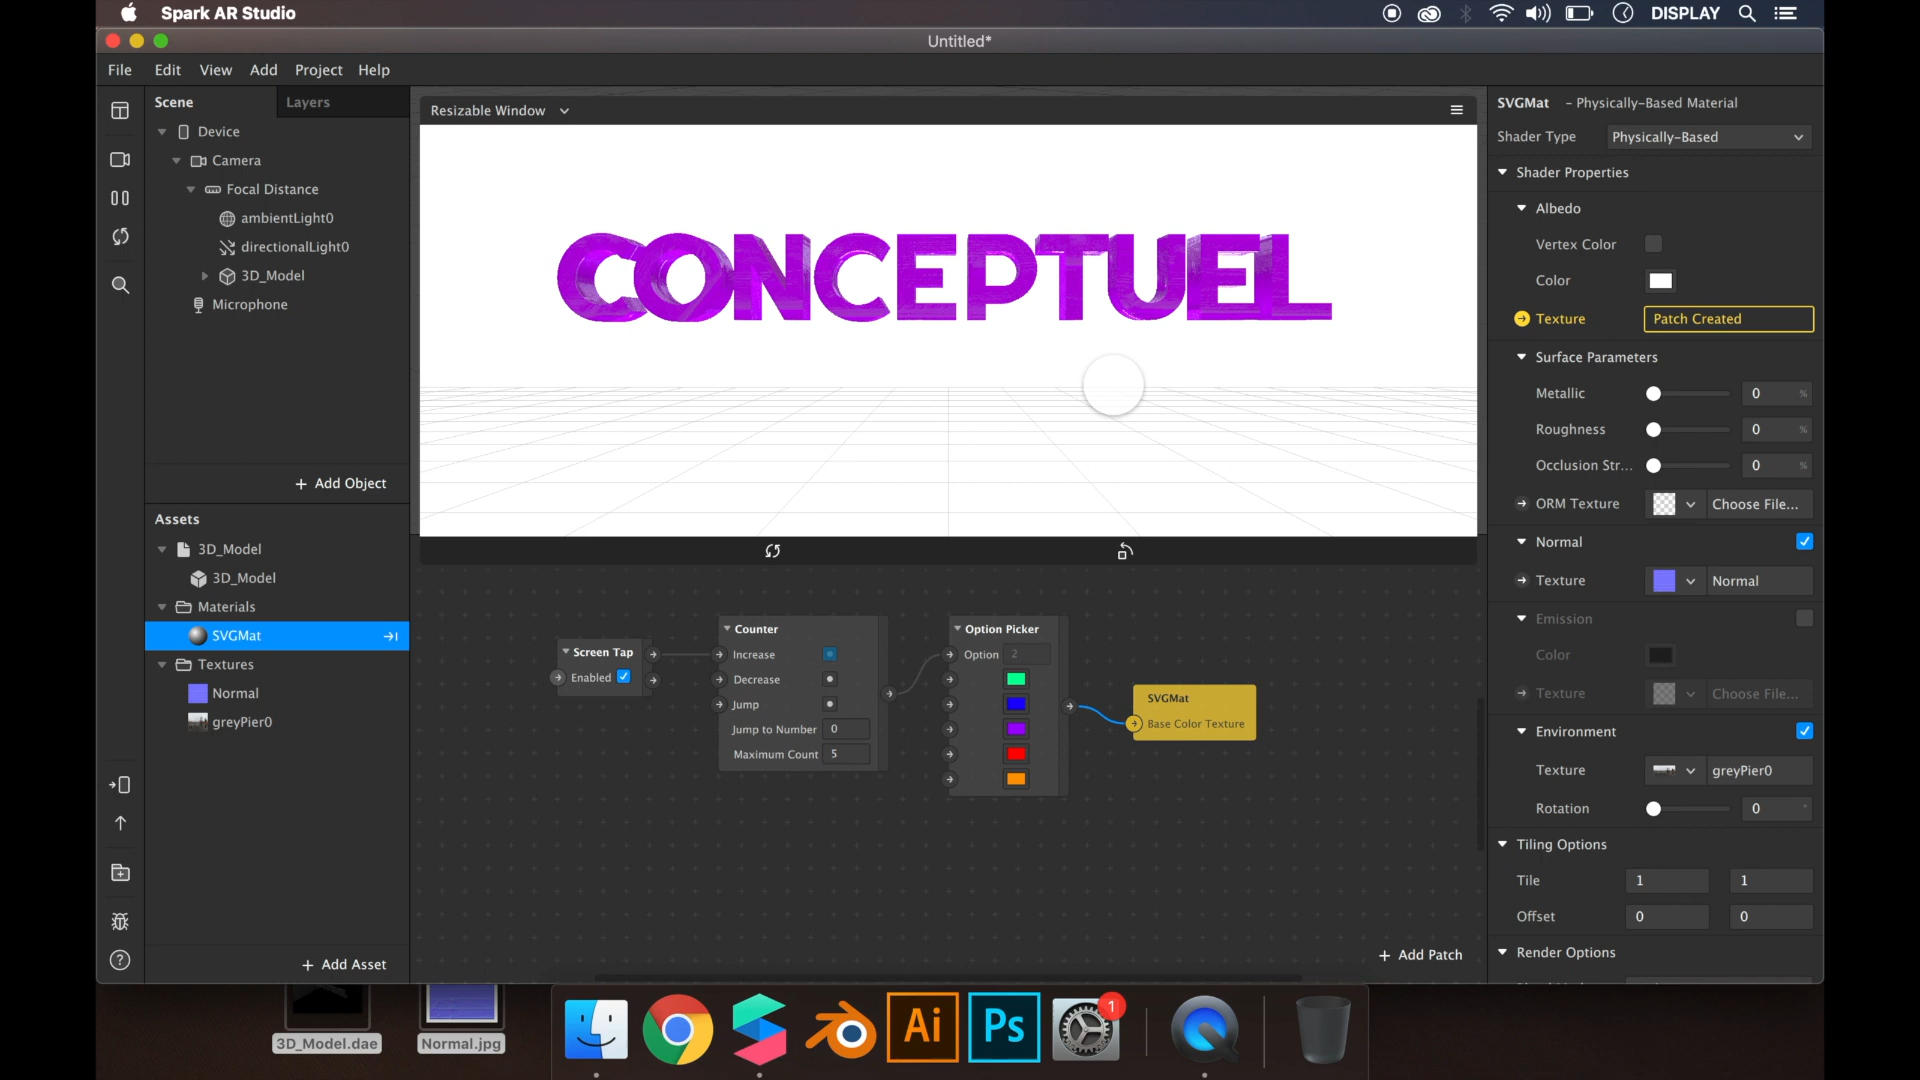 Spark AR Studio
DISPLAY
Untitled*
File Edit View Add Project Help
Scene Layers
Device
Camera
Focal Distance
ambientLight0
directionalLight0
3D_Model
Microphone
+ Add Object
Assets
3D_Model
3D_Model
Materials
SVGMat
Textures
Normal
greyPier0
+ Add Asset
Resizable Window
CONCEPTUEL
Screen Tap
Enabled
Counter
Increase
Decrease
Jump
Jump to Number 0
Maximum Count 5
Option Picker
Option 2
SVGMat
Base Color Texture
+ Add Patch
SVGMat – Physically-Based Material
Shader Type Physically-Based
Shader Properties
Albedo
Vertex Color
Color
Texture Patch Created
Surface Parameters
Metallic 0 %
Roughness 0 %
Occlusion Str... 0 %
ORM Texture Choose File...
Normal
Texture Normal
Emission
Color
Texture Choose File...
Environment
Texture greyPier0
Rotation 0 °
Tiling Options
Tile 1 1
Offset 0 0
Render Options
3D_Model.dae
Normal.jpg
Ai
Ps
1